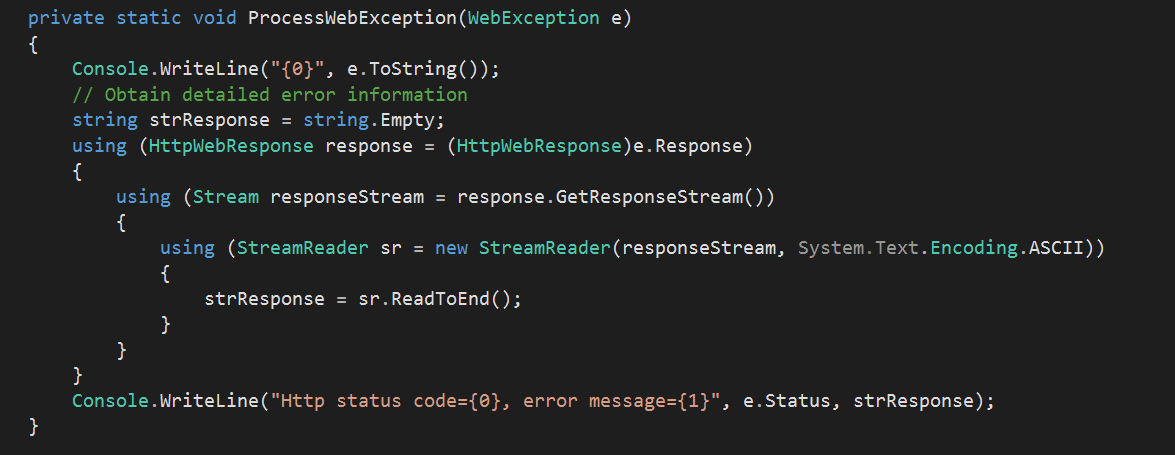 private static void ProcessWebException(WebException e)
{
    Console.WriteLine("{0}", e.ToString());
    // Obtain detailed error information
    string strResponse = string.Empty;
    using (HttpWebResponse response = (HttpWebResponse)e.Response)
    {
        using (Stream responseStream = response.GetResponseStream())
        {
            using (StreamReader sr = new StreamReader(responseStream, System.Text.Encoding.ASCII))
            {
                strResponse = sr.ReadToEnd();
            }
        }
    }
    Console.WriteLine("Http status code={0}, error message={1}", e.Status, strResponse);
}